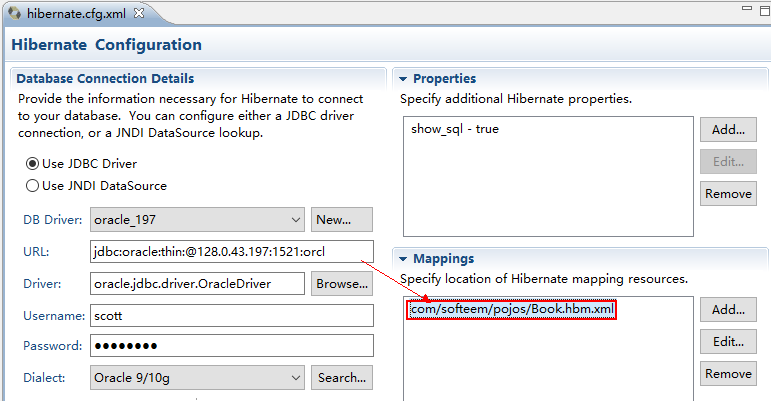 hibernate.cfg.xml
Hibernate Configuration
Database Connection Details
Provide the information necessary for Hibernate to connect
to your database. You can configure either a JDBC driver
connection, or a JNDI DataSource lookup.
Use JDBC Driver
Use JNDI DataSource
DB Driver: oracle_197 New...
URL: jdbc:oracle:thin:@128.0.43.197:1521:orcl
Driver: oracle.jdbc.driver.OracleDriver Browse...
Username: scott
Password: ●●●●●●●●
Dialect: Oracle 9/10g Search...
Properties
Specify additional Hibernate properties.
show_sql - true
Add...
Edit...
Remove
Mappings
Specify location of Hibernate mapping resources.
com/softeem/pojos/Book.hbm.xml
Add...
Edit...
Remove